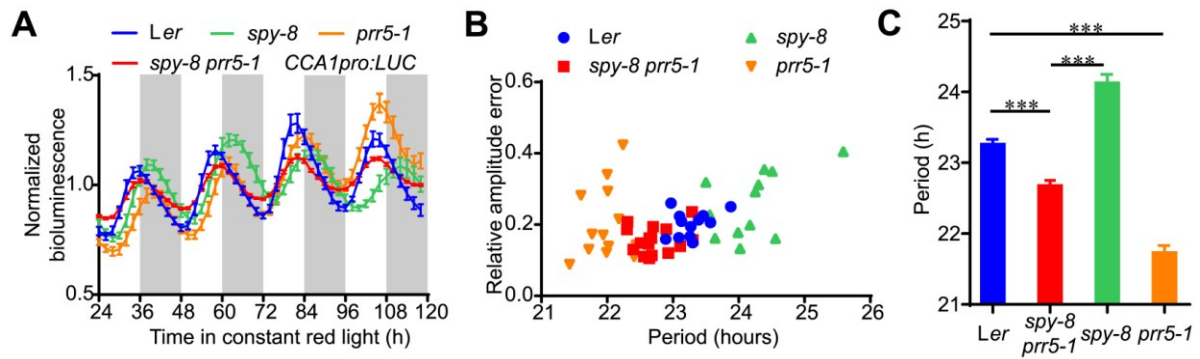 A
Ler spy-8 prr5-1
spy-8 prr5-1 CCA1pro:LUC
Normalized
bioluminescence
1.5
1.0
0.5
24 36 48 60 72 84 96 108 120
Time in constant red light (h)
B
Ler spy-8
spy-8 prr5-1 prr5-1
Relative amplitude error
0.6
0.4
0.2
0.0
21 22 23 24 25 26
Period (hours)
C
Period (h)
25
24
23
22
21
***
***
***
Ler spy-8 prr5-1 spy-8 prr5-1